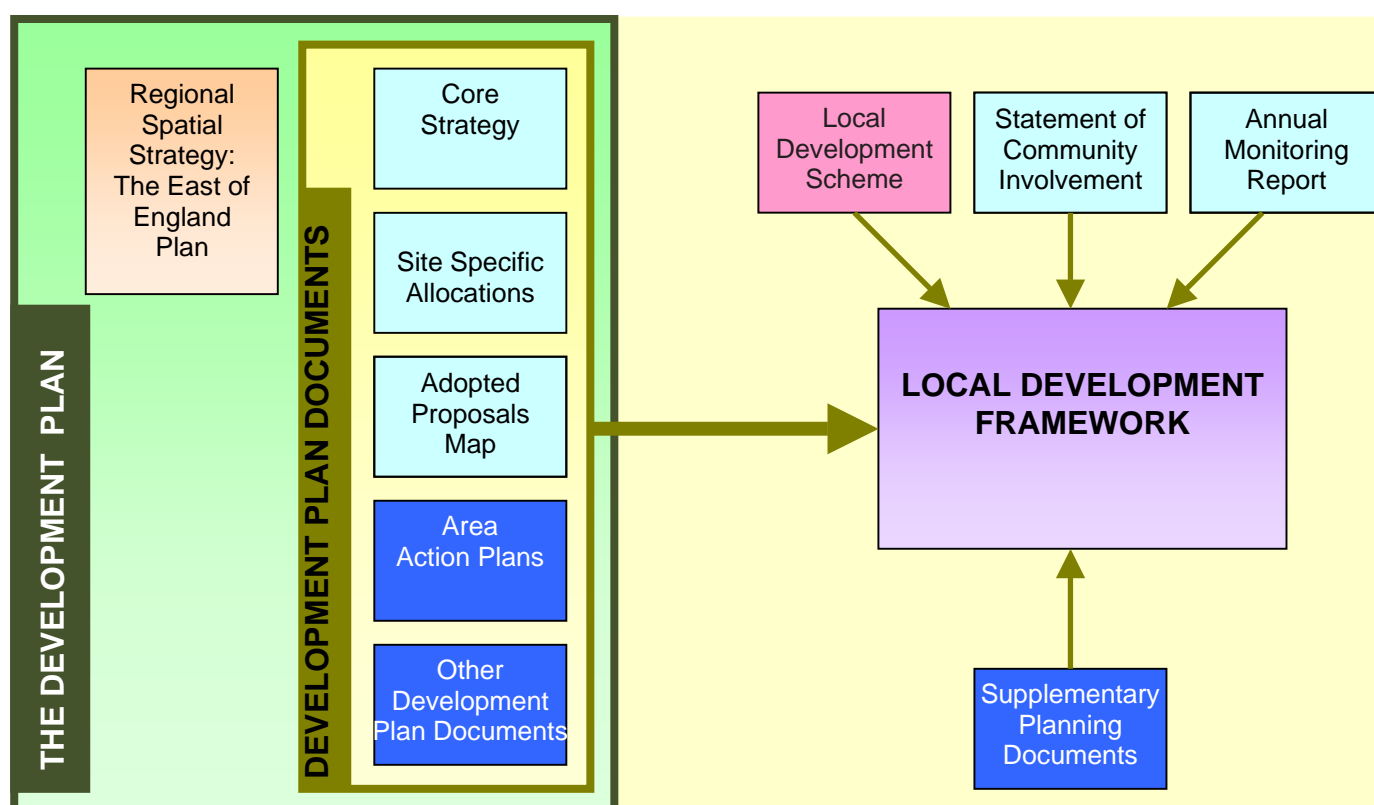 THE DEVELOPMENT PLAN
Regional
Spatial
Strategy:
The East of
England
Plan
DEVELOPMENT PLAN DOCUMENTS
Core
Strategy
Site Specific
Allocations
Adopted
Proposals
Map
Area
Action Plans
Other
Development
Plan Documents
Local
Development
Scheme
Statement of
Community
Involvement
Annual
Monitoring
Report
LOCAL DEVELOPMENT
FRAMEWORK
Supplementary
Planning
Documents